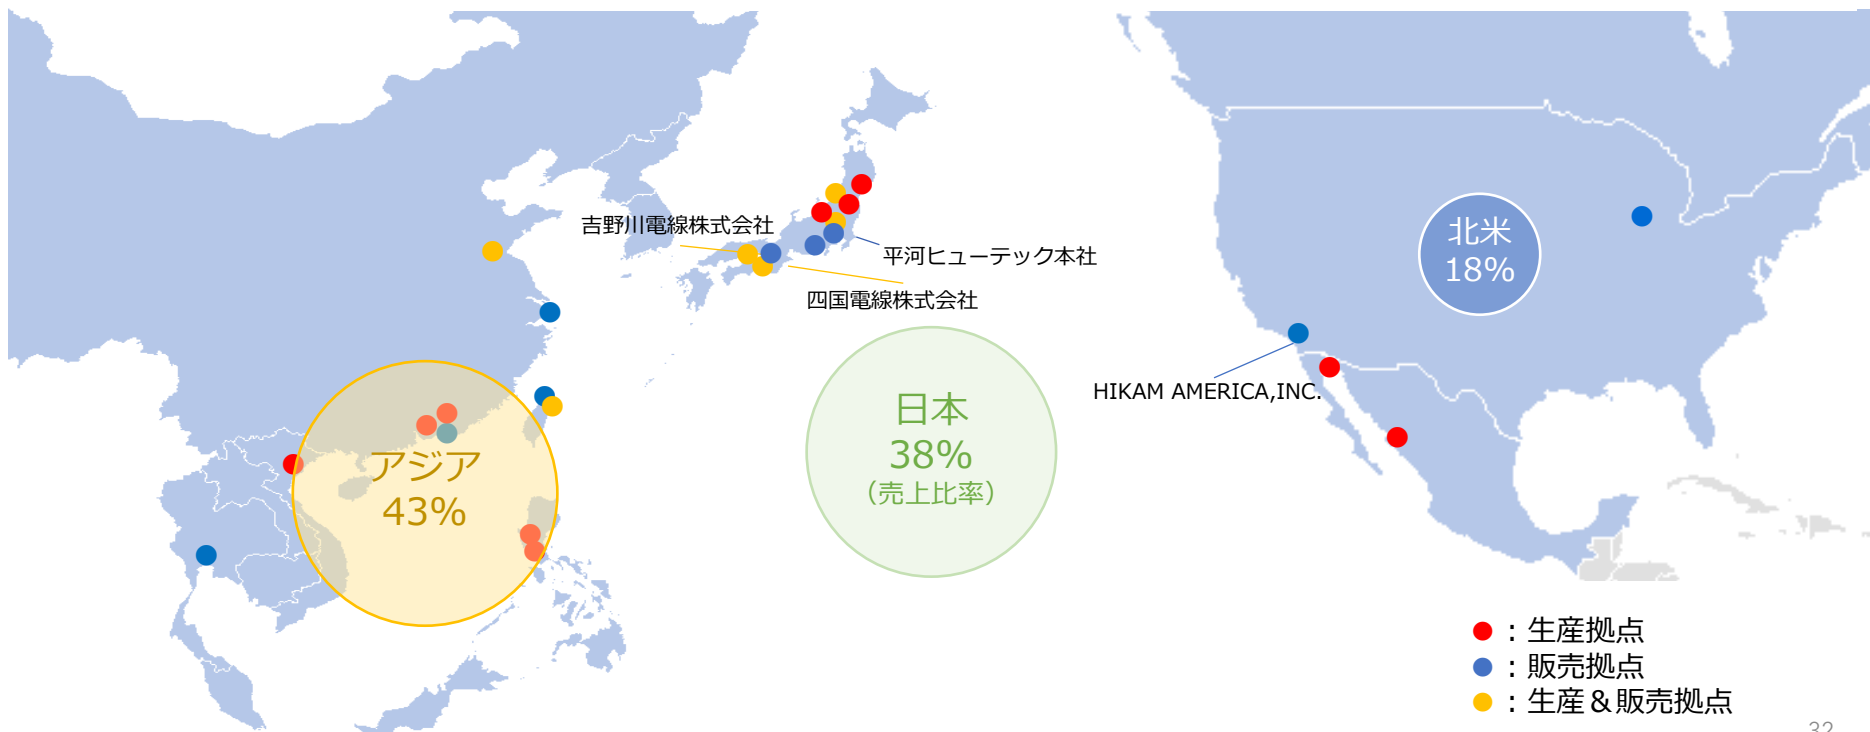 吉野川電線株式会社
平河ヒューテック本社
四国電線株式会社
アジア
43%
日本
38%
（売上比率）
北米
18%
HIKAM AMERICA,INC.
：生産拠点
：販売拠点
：生産＆販売拠点
32